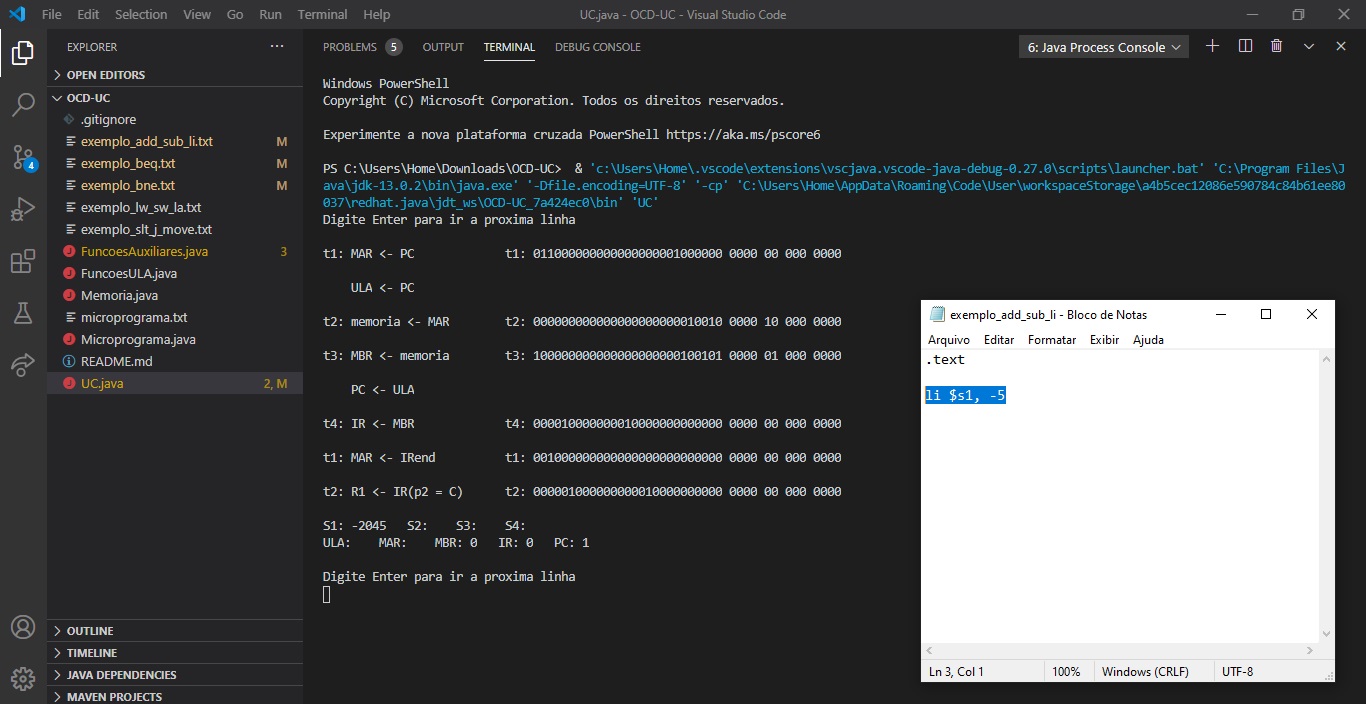 File Edit Selection View Go Run Terminal Help
UC.java - OCD-UC - Visual Studio Code
EXPLORER
OPEN EDITORS
OCD-UC
.gitignore
exemplo_add_sub_li.txt M
exemplo_beq.txt M
exemplo_bne.txt M
exemplo_lw_sw_la.txt
exemplo_slt_j_move.txt
FuncoesAuxiliares.java 3
FuncoesULA.java
Memoria.java
microprograma.txt
Microprograma.java
README.md
UC.java 2, M
OUTLINE
TIMELINE
JAVA DEPENDENCIES
MAVEN PROJECTS
4
PROBLEMS 5 OUTPUT TERMINAL DEBUG CONSOLE
6: Java Process Console
Windows PowerShell
Copyright (C) Microsoft Corporation. Todos os direitos reservados.
Experimente a nova plataforma cruzada PowerShell https://aka.ms/pscore6
PS C:\Users\Home\Downloads\OCD-UC> & 'c:\Users\Home\.vscode\extensions\vscjava.vscode-java-debug-0.27.0\scripts\launcher.bat' 'C:\Program Files\J
ava\jdk-13.0.2\bin\java.exe' '-Dfile.encoding=UTF-8' '-cp' 'C:\Users\Home\AppData\Roaming\Code\User\workspaceStorage\a4b5cec12086e590784c84b61ee80
037\redhat.java\jdt_ws\OCD-UC_7a424ec0\bin' 'UC'
Digite Enter para ir a proxima linha
t1: MAR <- PC t1: 011000000000000000001000000 0000 00 000 0000
ULA <- PC
t2: memoria <- MAR t2: 000000000000000000000010010 0000 10 000 0000
t3: MBR <- memoria t3: 100000000000000000000100101 0000 01 000 0000
PC <- ULA
t4: IR <- MBR t4: 000010000000010000000000000 0000 00 000 0000
t1: MAR <- IRend t1: 001000000000000000000000000 0000 00 000 0000
t2: R1 <- IR(p2 = C) t2: 000000100000000010000000000 0000 00 000 0000
S1: -2045 S2: S3: S4:
ULA: MAR: MBR: 0 IR: 0 PC: 1
Digite Enter para ir a proxima linha
exemplo_add_sub_li - Bloco de Notas
Arquivo Editar Formatar Exibir Ajuda
.text
li $s1, -5
Ln 3, Col 1 100% Windows (CRLF) UTF-8